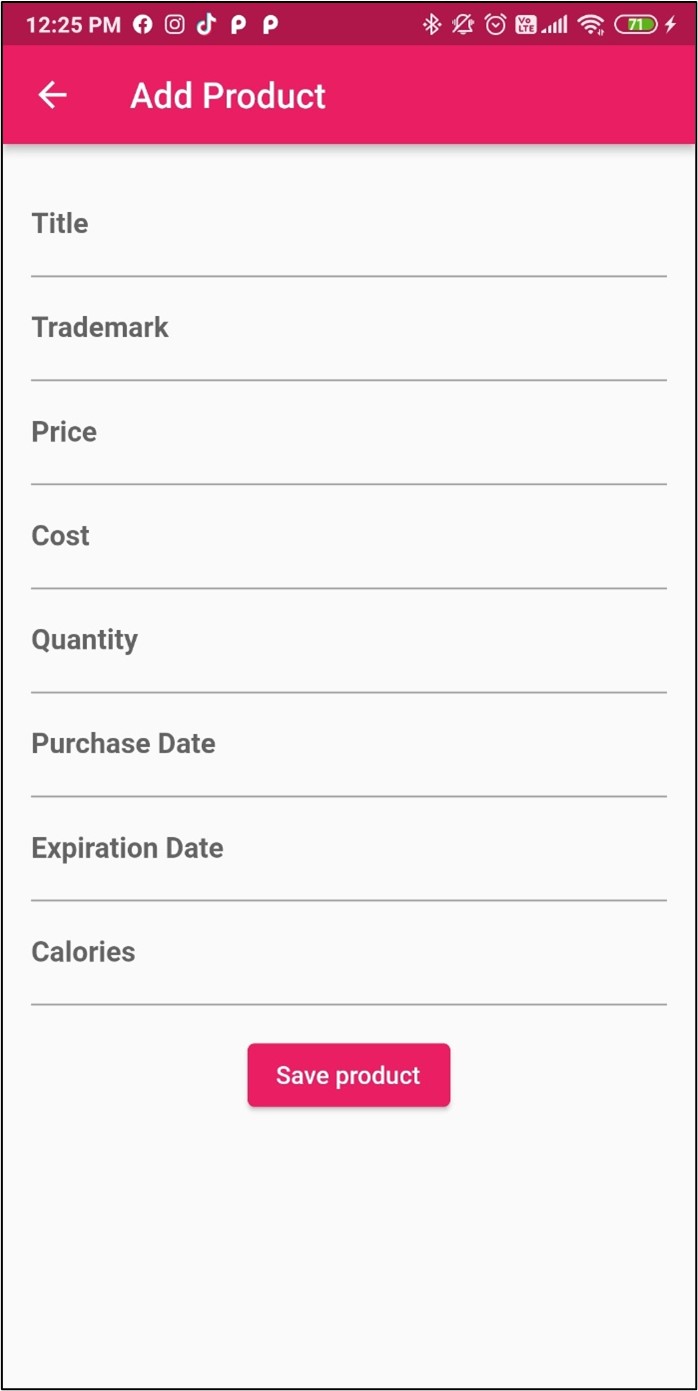 12:25 PM
Vo LTE
71
Add Product
Title
Trademark
Price
Cost
Quantity
Purchase Date
Expiration Date
Calories
Save product